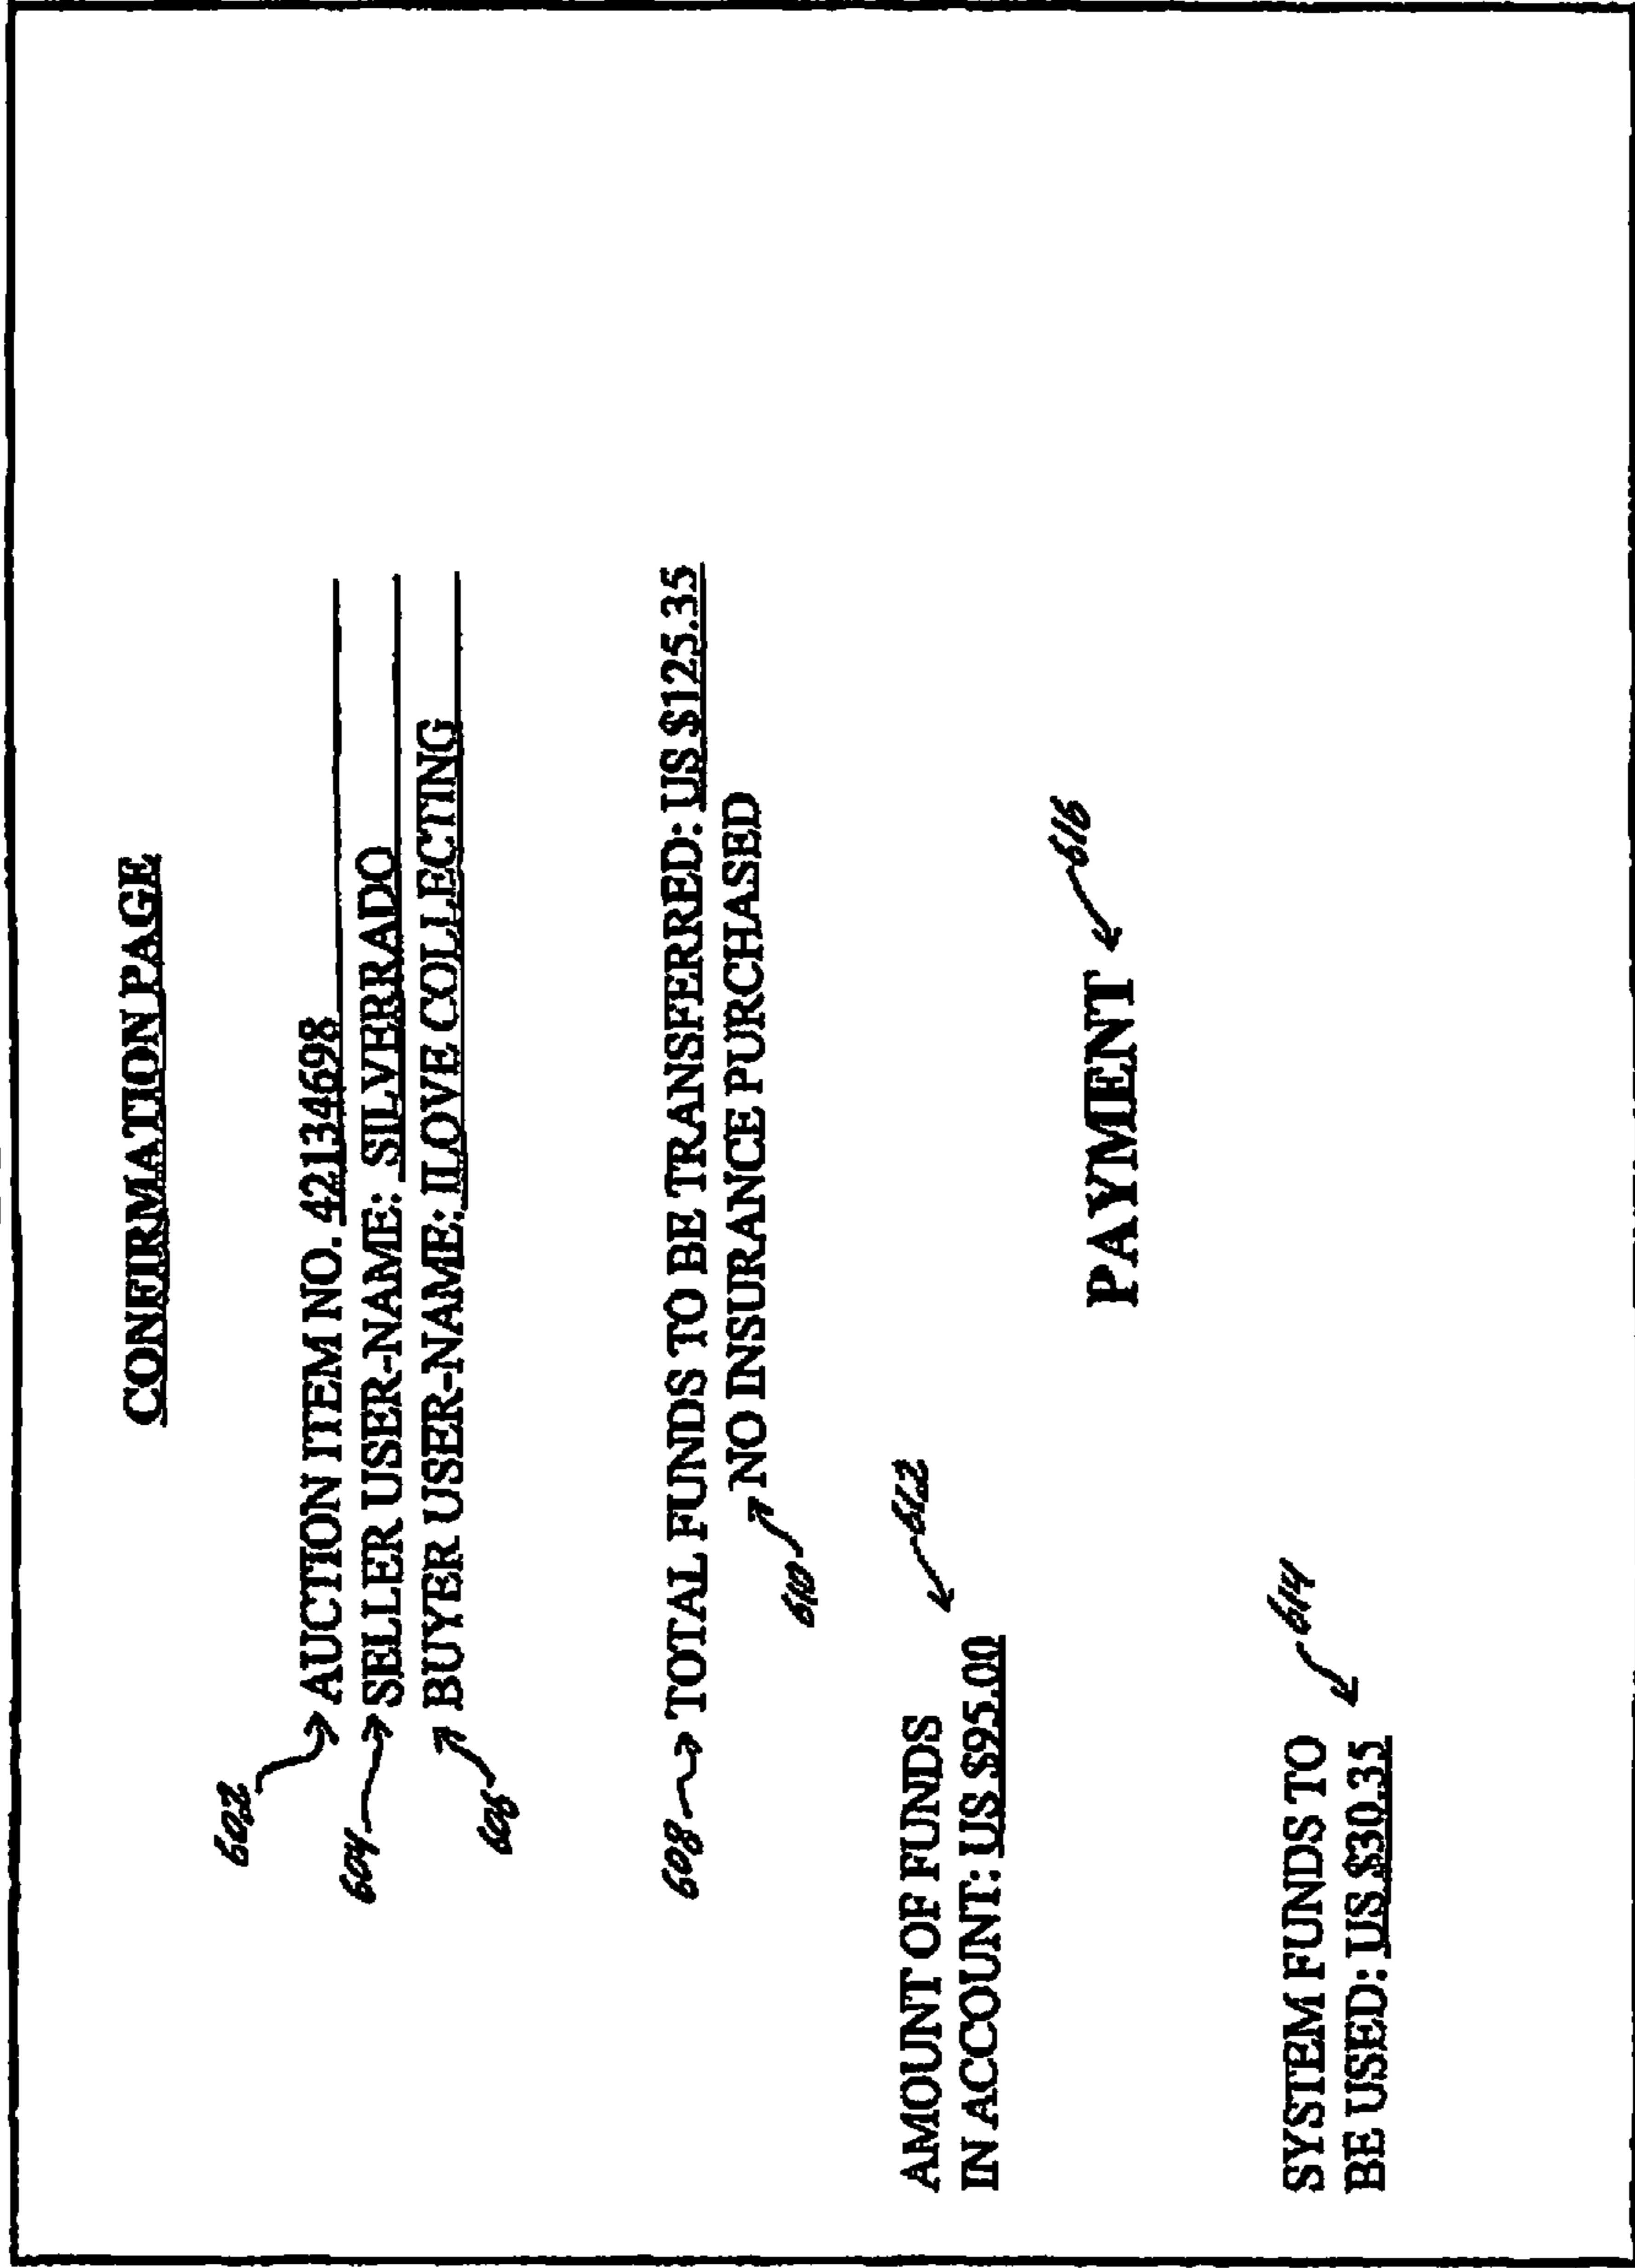 CONFIRMATION PAGE
602
AUCTION ITEM NO. 42134698
604
SELLER USER-NAME: SILVERRADO
606
BUYER USER-NAME: ILOVE COLLECTING
608
TOTAL FUNDS TO BE TRANSFERRED: US $125.35
610
NO INSURANCE PURCHASED
612
AMOUNT OF FUNDS
IN ACCOUNT: US $95.00
616
PAYMENT
614
SYSTEM FUNDS TO
BE USED: US $30.35